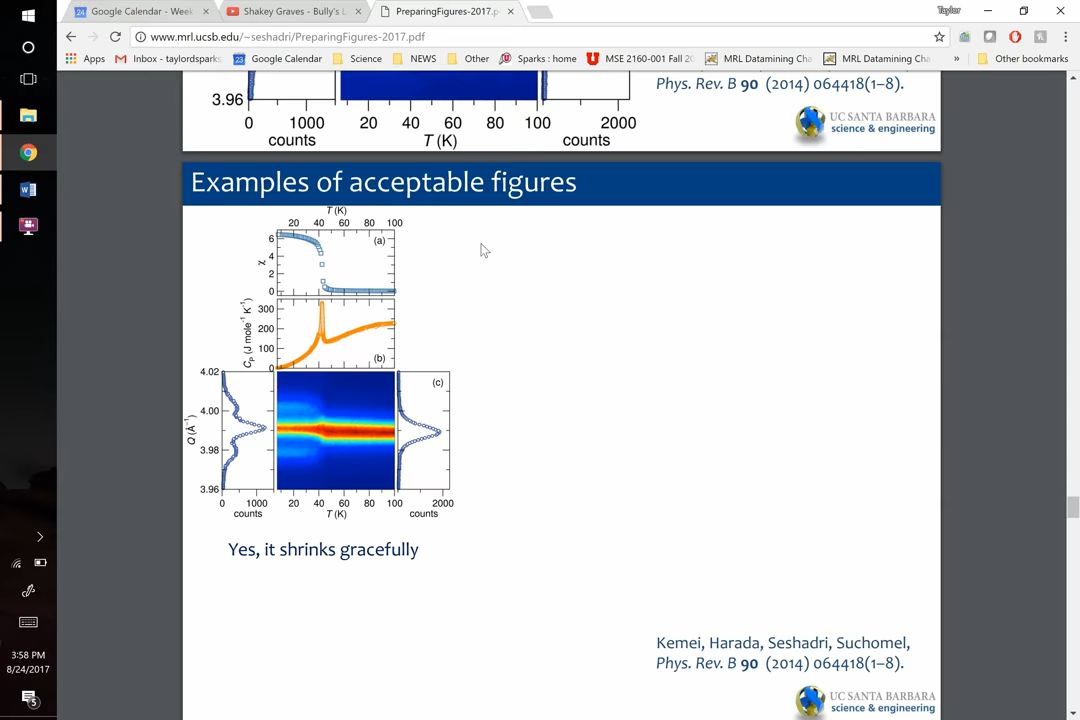 Google Calendar - Week
Shakey Graves - Bully's L
PreparingFigures-2017.p
Taylor
www.mrl.ucsb.edu/~seshadri/PreparingFigures-2017.pdf
Apps
Inbox - taylordsparks
Google Calendar
Science
NEWS
Other
Sparks : home
MSE 2160-001 Fall 20
MRL Datamining Cha
MRL Datamining Cha
»
Other bookmarks
3.96
0 1000 20 40 60 80 100 2000
counts T (K) counts
Phys. Rev. B 90 (2014) 064418(1–8).
UC SANTA BARBARA
science & engineering
Examples of acceptable figures
T (K)
20 40 60 80 100
6
4
2
0
χ
(a)
300
200
100
0
Cp (J mole⁻¹ K⁻¹)
(b)
4.02
4.00
3.98
3.96
Q (Å⁻¹)
(c)
0 1000 20 40 60 80 100 2000
counts T (K) counts
Yes, it shrinks gracefully
Kemei, Harada, Seshadri, Suchomel,
Phys. Rev. B 90 (2014) 064418(1–8).
UC SANTA BARBARA
science & engineering
3:58 PM
8/24/2017
5